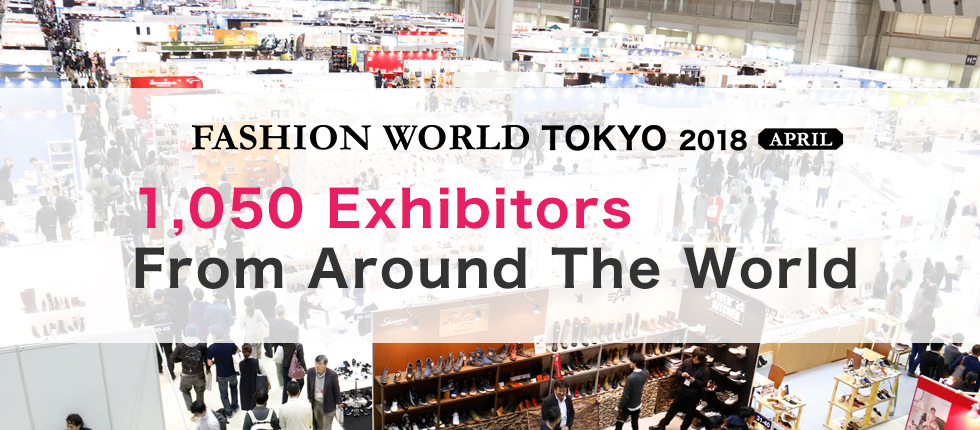 FASHION WORLD TOKYO 2018 APRIL
1,050 Exhibitors
From Around The World